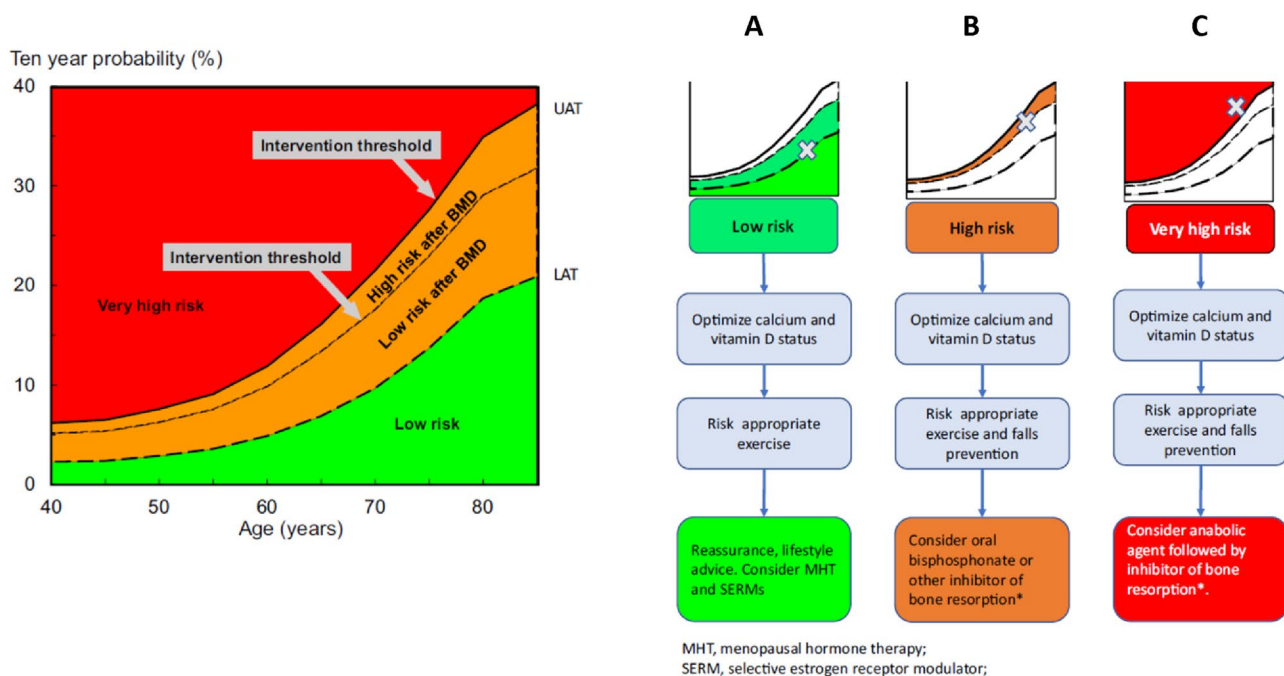 Ten year probability (%)
40
30
20
10
0
40
50
60
70
80
Age (years)
UAT
LAT
Intervention threshold
Intervention threshold
High risk after BMD
Low risk after BMD
Very high risk
Low risk
A
B
C
Low risk
High risk
Very high risk
Optimize calcium and
vitamin D status
Optimize calcium and
vitamin D status
Optimize calcium and
vitamin D status
Risk appropriate
exercise
Risk appropriate
exercise and falls
prevention
Risk appropriate
exercise and falls
prevention
Reassurance, lifestyle
advice. Consider MHT
and SERMs
Consider oral
bisphosphonate or
other inhibitor of
bone resorption*
Consider anabolic
agent followed by
inhibitor of bone
resorption*.
MHT, menopausal hormone therapy;
SERM, selective estrogen receptor modulator;